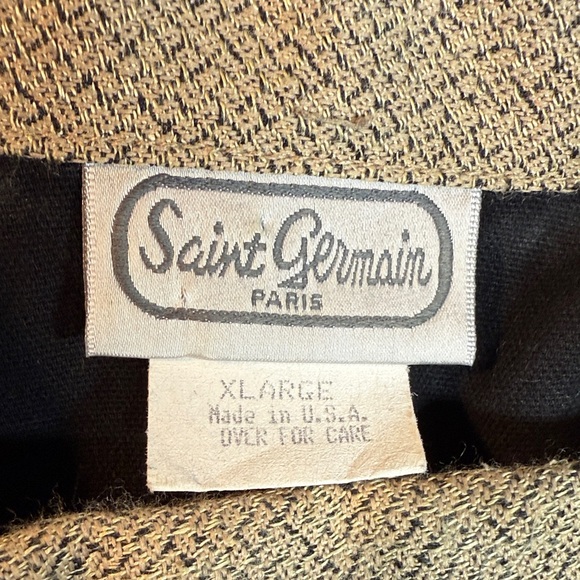 Saint Germain
PARIS
XLARGE
Made in U.S.A.
OVER FOR CARE